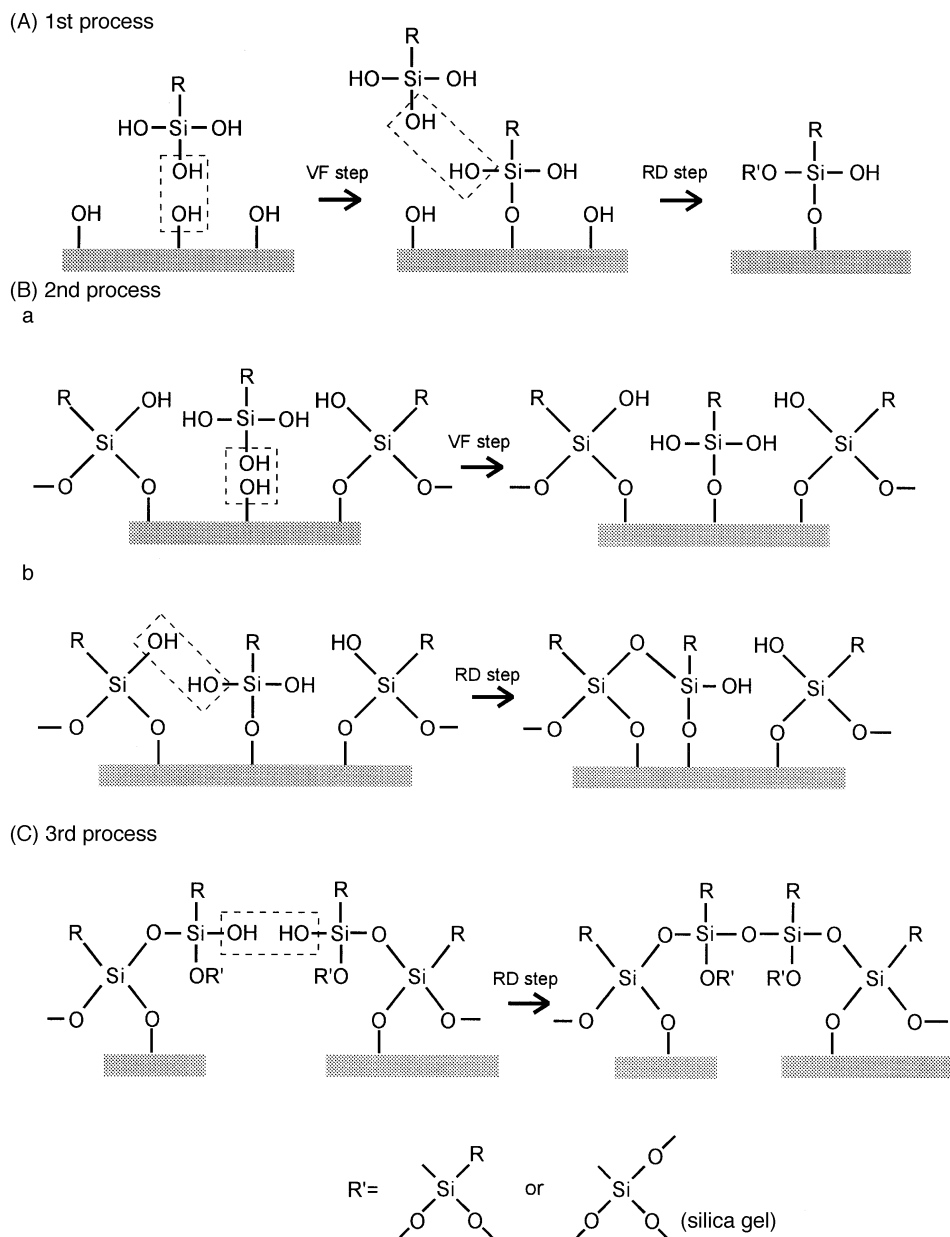 (A) 1st process
R
HO–Si–OH
OH
OH OH OH
VF step
R
HO–Si–OH
OH
R
HO–Si–OH
O
OH OH
RD step
R
R'O–Si–OH
O
(B) 2nd process
a
R OH
Si
–O O
R
HO–Si–OH
OH
OH
HO R
Si
O O–
VF step
R OH
Si
–O O
R
HO–Si–OH
O
HO R
Si
O O–
b
R OH
Si
–O O
R
HO–Si–OH
O
HO R
Si
O O–
RD step
R O
Si
–O O
R
Si–OH
O
HO R
Si
O O–
(C) 3rd process
R
R O–Si–OH
OR'
Si
–O O
R
HO–Si–O R
R'O
Si
O O–
RD step
R R
R O–Si–O–Si–O R
OR' R'O
Si Si
–O O O O–
R'= R
Si
O O
or
O
Si
O O (silica gel)